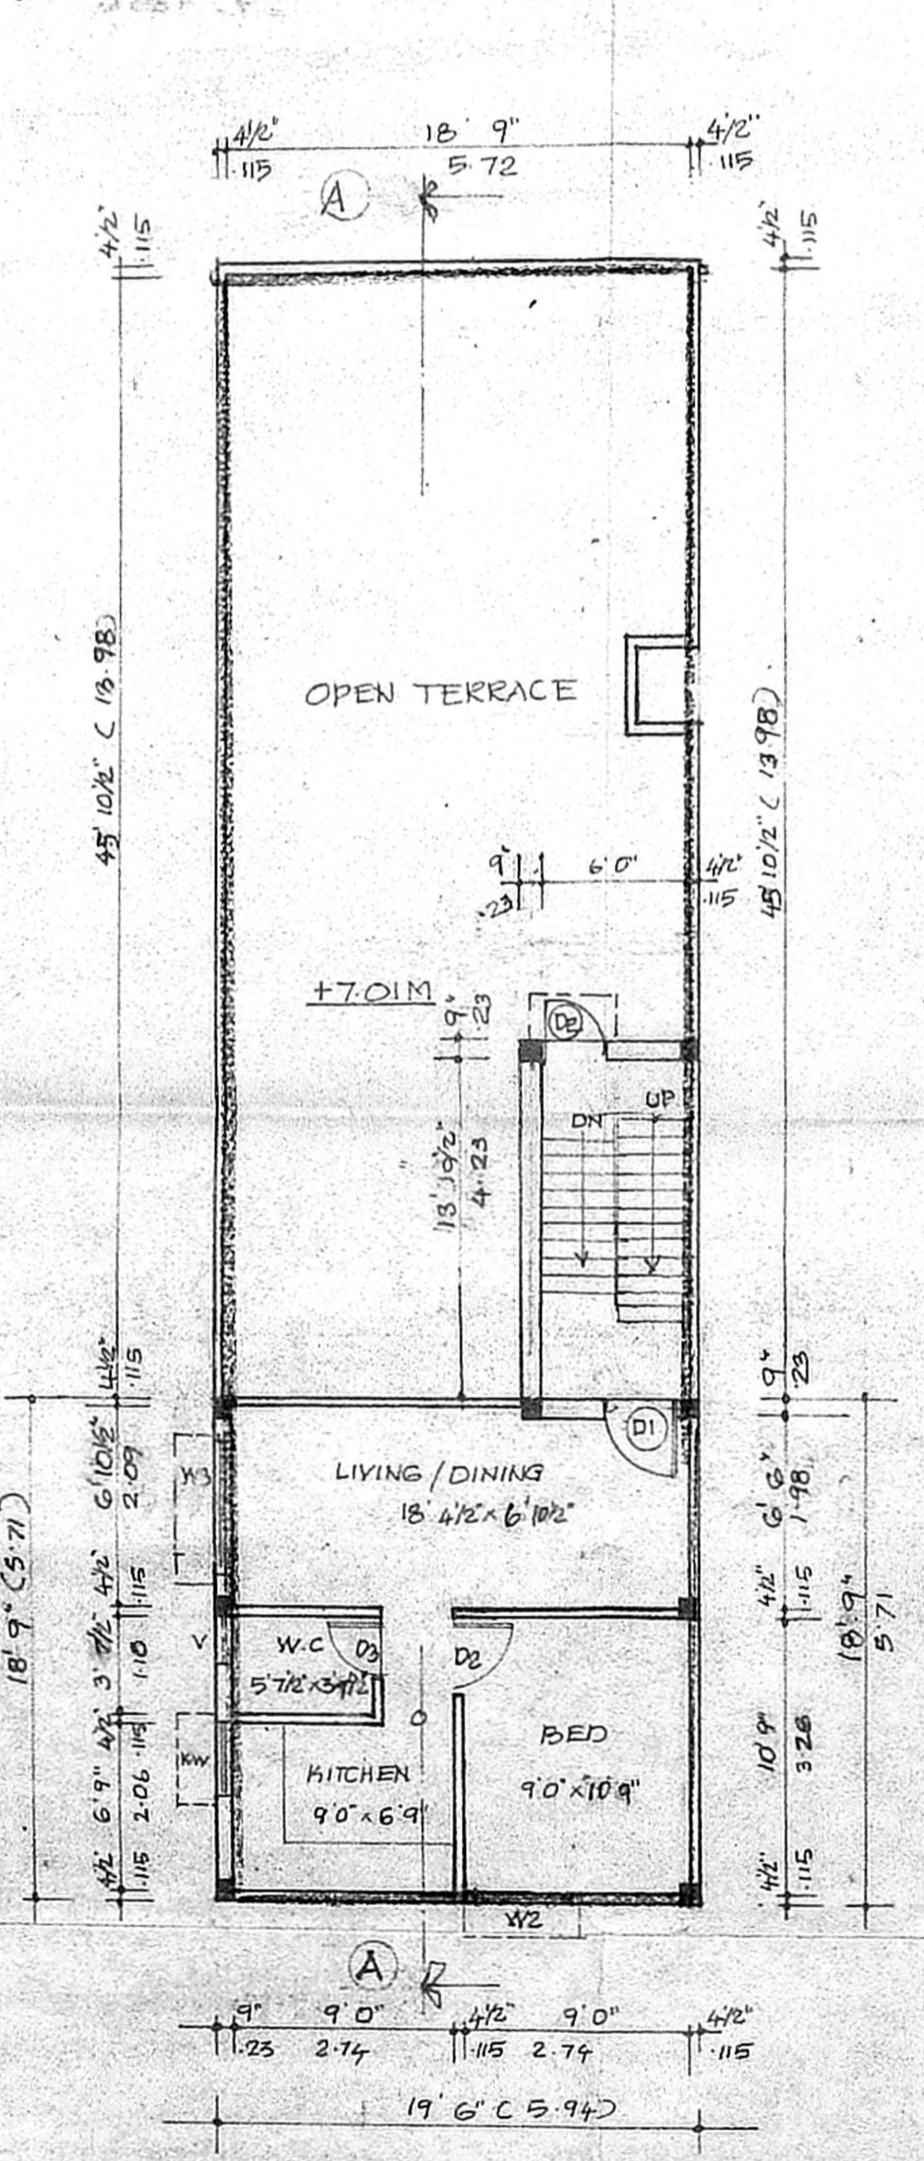 4½" 18' 9" 4½"
.115 5.72 .115
A
4½" .115
4½" .115
45' 10½" ( 13.98)
45' 10½" ( 13.98)
OPEN TERRACE
9" 6'0" 4½"
.23 .115
+7.01M
9"
.23
D2
UP
DN
13' 10½"
4.23
4½"
.115
9"
.23
D1
LIVING / DINING
18' 4½" x 6' 10½"
W3
6' 10½"
2.09
6' 6"
1.98
18' 9" (5.71)
18' 9"
5.71
4½"
.115
4½"
.115
W.C D3 D2
5' 7½" x 3' 7½"
V
3' 7½"
1.10
BED
9'0" x 10'9"
KITCHEN
9'0" x 6'9"
KW
4½"
.115
6' 9"
2.06
10' 9"
3.28
4½"
.115
4½"
.115
W2
A
9" 9' 0" 4½" 9' 0" 4½"
.23 2.74 .115 2.74 .115
19' 6" ( 5.94)